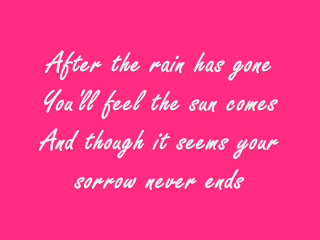 After the rain has gone
You'll feel the sun comes
And though it seems your
sorrow never ends